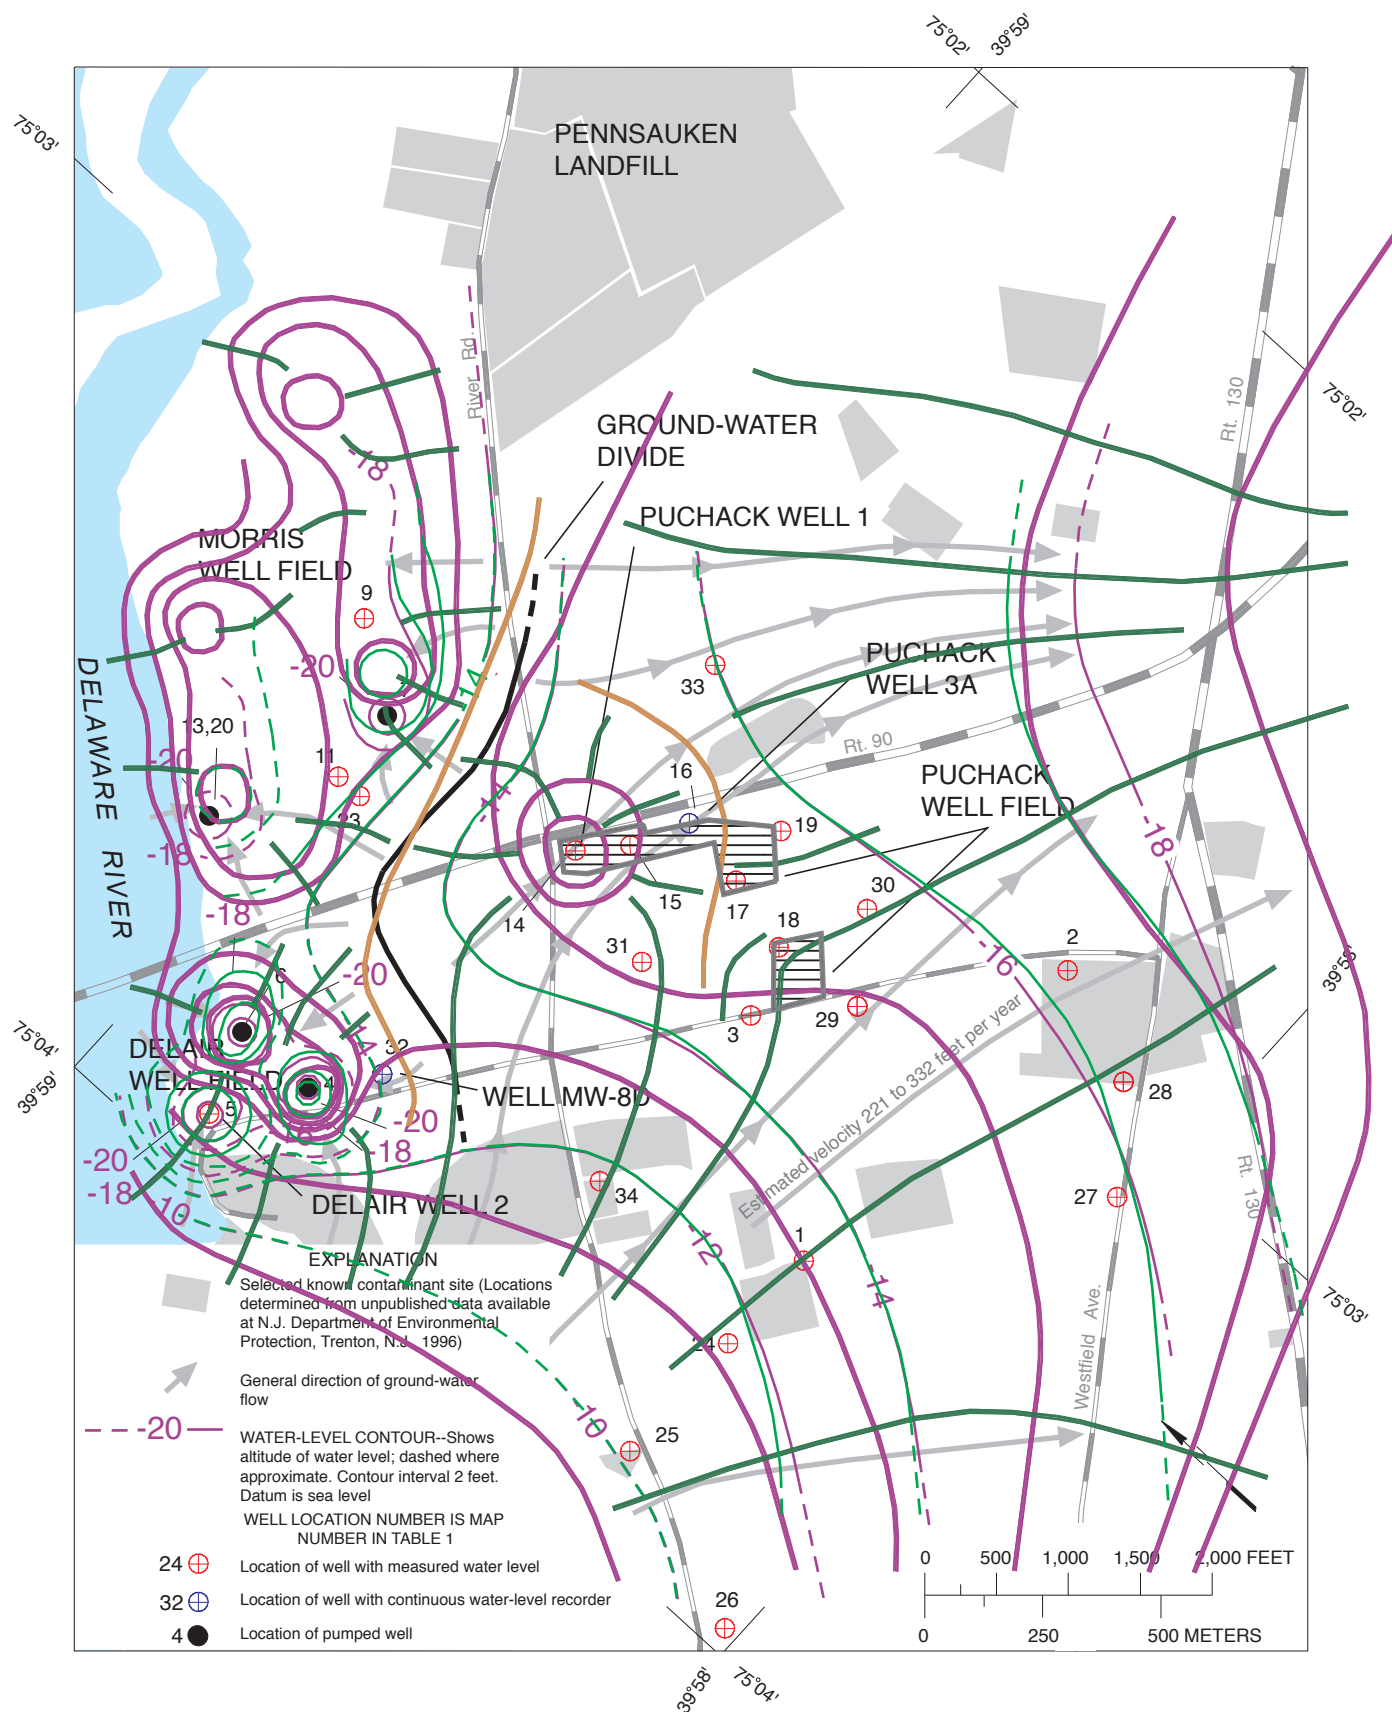 75°02'
39°59'
75°03'
PENNSAUKEN
LANDFILL
River Rd.
Rt. 130
75°02'
GROUND-WATER
DIVIDE
-18
PUCHACK WELL 1
MORRIS
WELL FIELD
9
-20
33
PUCHACK
WELL 3A
-14
13,20
-20
11
23
Rt. 90
16
-14
PUCHACK
WELL FIELD
19
-18
-18
DELAWARE RIVER
-18
14
15
17
30
18
31
2
-16
39°59'
6
-20
3
29
75°04'
39°59'
DELAIR
WELL FIELD
14
32
4
WELL MW-8D
Estimated velocity 221 to 332 feet per year
28
5
-20
-18
-20
-18
-10
DELAIR WELL 2
34
27
Rt. 130
-12
1
-14
75°03'
EXPLANATION
Selected known contaminant site (Locations
determined from unpublished data available
at N.J. Department of Environmental
Protection, Trenton, N.J., 1996)
24
Westfield Ave.
General direction of ground-water
flow
-10
-20
WATER-LEVEL CONTOUR--Shows
altitude of water level; dashed where
approximate. Contour interval 2 feet.
Datum is sea level
25
WELL LOCATION NUMBER IS MAP
NUMBER IN TABLE 1
24 Location of well with measured water level
32 Location of well with continuous water-level recorder
4 Location of pumped well
26
0 500 1,000 1,500 2,000 FEET
0 250 500 METERS
39°58'
75°04'